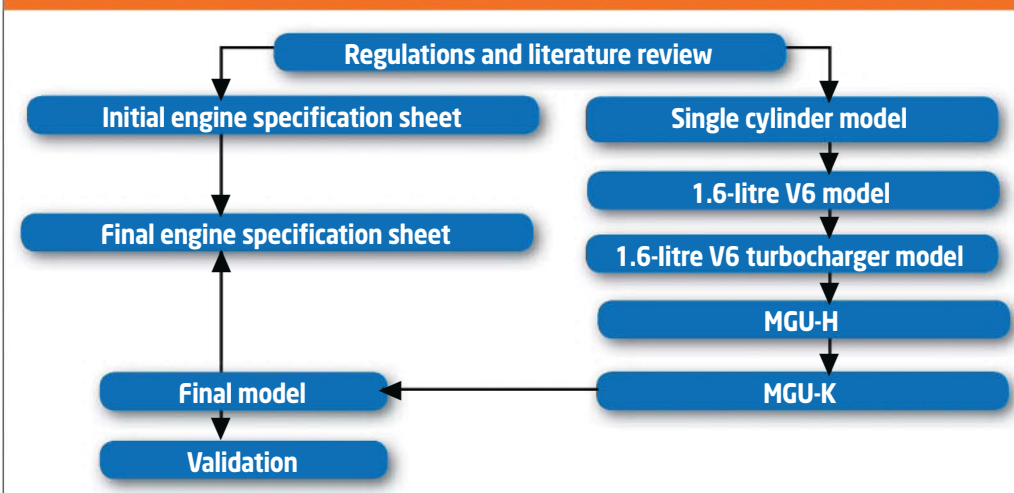 Regulations and literature review
Initial engine specification sheet
Single cylinder model
1.6-litre V6 model
Final engine specification sheet
1.6-litre V6 turbocharger model
MGU-H
Final model
MGU-K
Validation